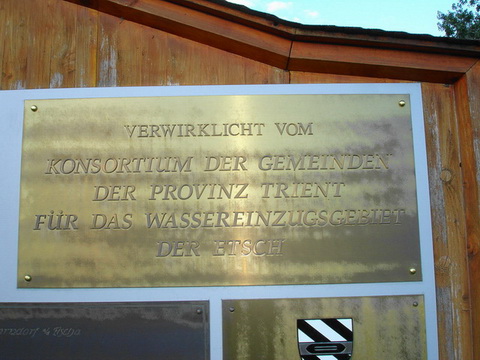 VERWIRKLICHT VOM
KONSORTIUM DER GEMEINDEN
DER PROVINZ TRIENT
FÜR DAS WASSEREINZUGSGEBIET
DER ETSCH